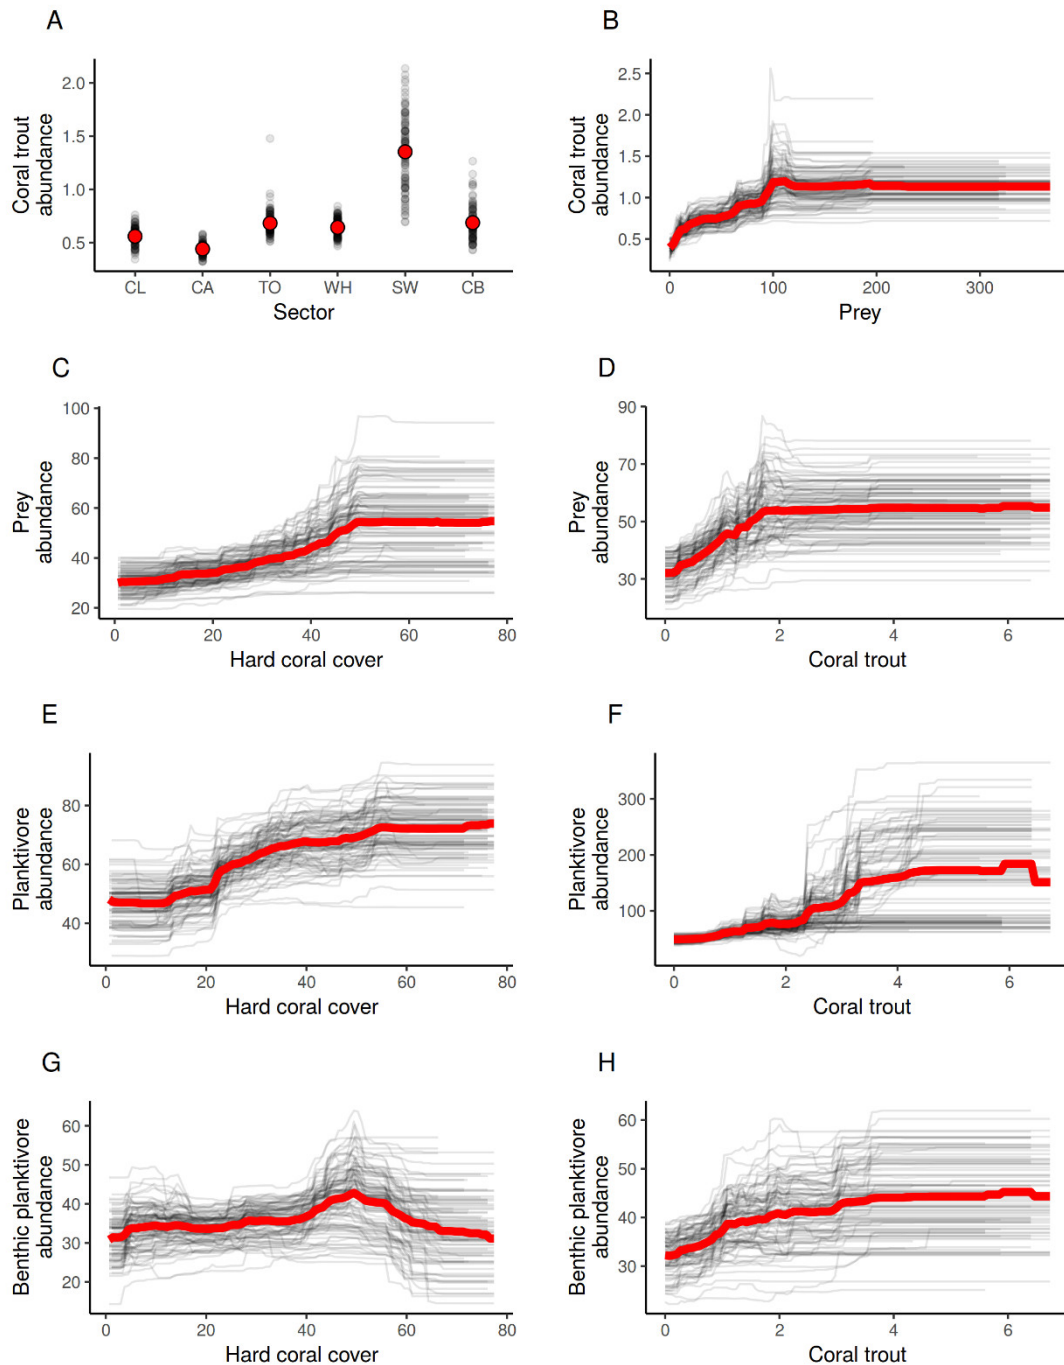 A
Coral trout
abundance
2.0
1.5
1.0
0.5
CL CA TO WH SW CB
Sector
B
Coral trout
abundance
2.5
2.0
1.5
1.0
0.5
0 100 200 300
Prey
C
Prey
abundance
100
80
60
40
20
0 20 40 60 80
Hard coral cover
D
Prey
abundance
90
70
50
30
0 2 4 6
Coral trout
E
Planktivore
abundance
80
60
40
0 20 40 60 80
Hard coral cover
F
Planktivore
abundance
300
200
100
0 2 4 6
Coral trout
G
Benthic planktivore
abundance
60
50
40
30
20
0 20 40 60 80
Hard coral cover
H
Benthic planktivore
abundance
60
50
40
30
0 2 4 6
Coral trout